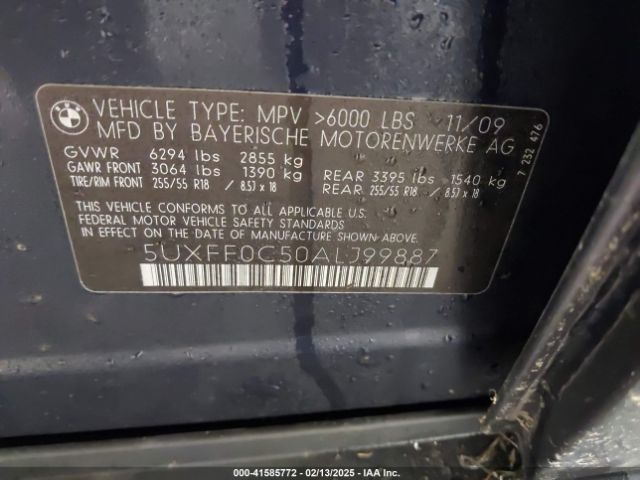 BMW
VEHICLE TYPE: MPV >6000 LBS 11/09
MFD BY BAYERISCHE MOTORENWERKE AG
GVWR 6294 lbs 2855 kg
GAWR FRONT 3064 lbs 1390 kg REAR 3395 lbs 1540 kg
TIRE/RIM FRONT 255/55 R18 / 8.5J x 18 REAR 255/55 R18 / 8.5J x 18
THIS VEHICLE CONFORMS TO ALL APPLICABLE U.S.
FEDERAL MOTOR VEHICLE SAFETY STANDARDS IN EFFECT ON THE DATE OF MANUFACTURE SHOWN ABOVE.
5UXFF0C50ALJ99887
7 232 476
000-41585772 - 02/13/2025 - IAA Inc.